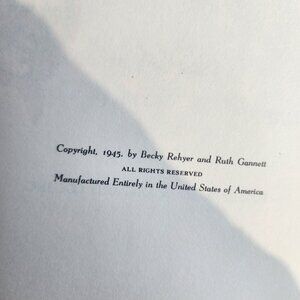 Copyright, 1945, by Becky Rehyer and Ruth Gannett
ALL RIGHTS RESERVED
Manufactured Entirely in the United States of America